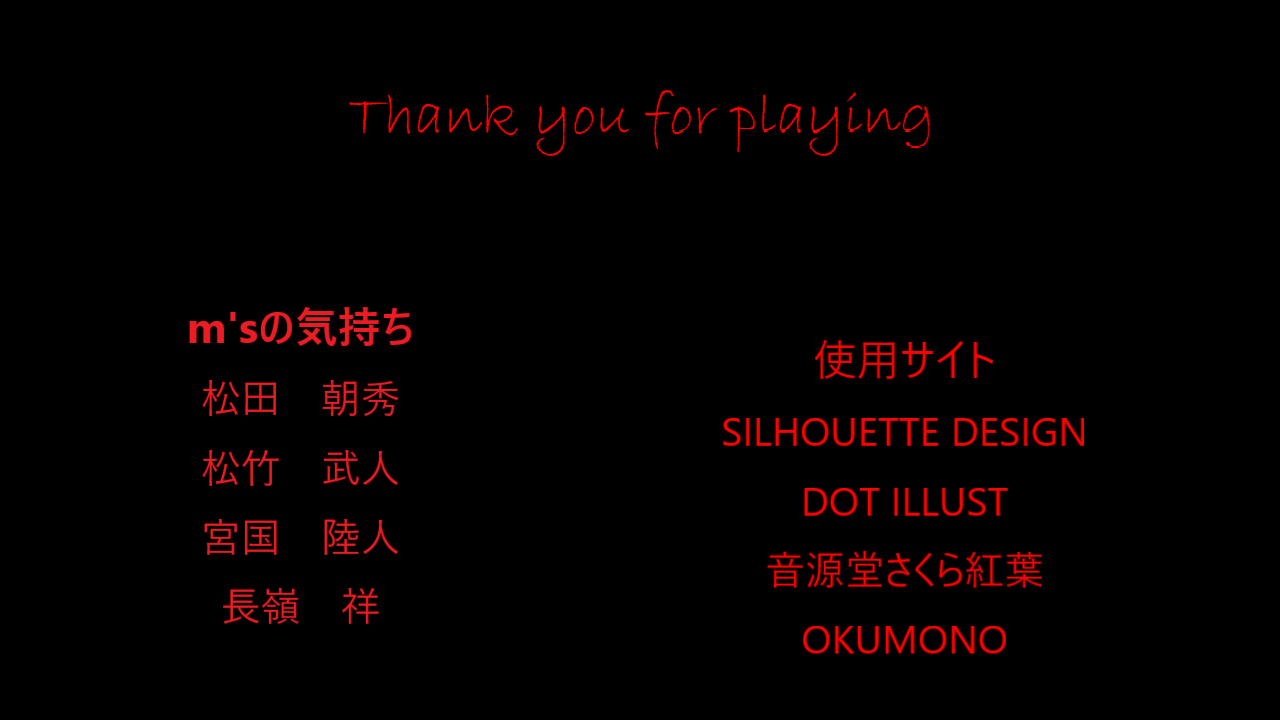 Thank you for playing
m'sの気持ち
松田　朝秀
松竹　武人
宮国　陸人
長嶺　祥
使用サイト
SILHOUETTE DESIGN
DOT ILLUST
音源堂さくら紅葉
OKUMONO